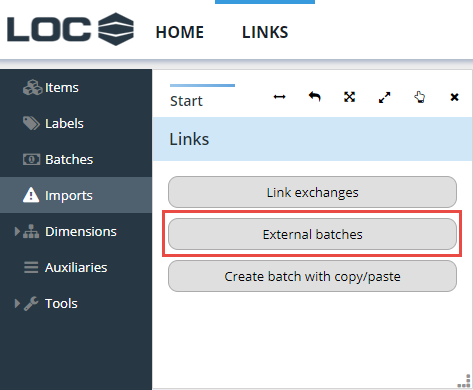 LOC
HOME
LINKS
Items
Labels
Batches
Imports
Dimensions
Auxiliaries
Tools
Start
Links
Link exchanges
External batches
Create batch with copy/paste